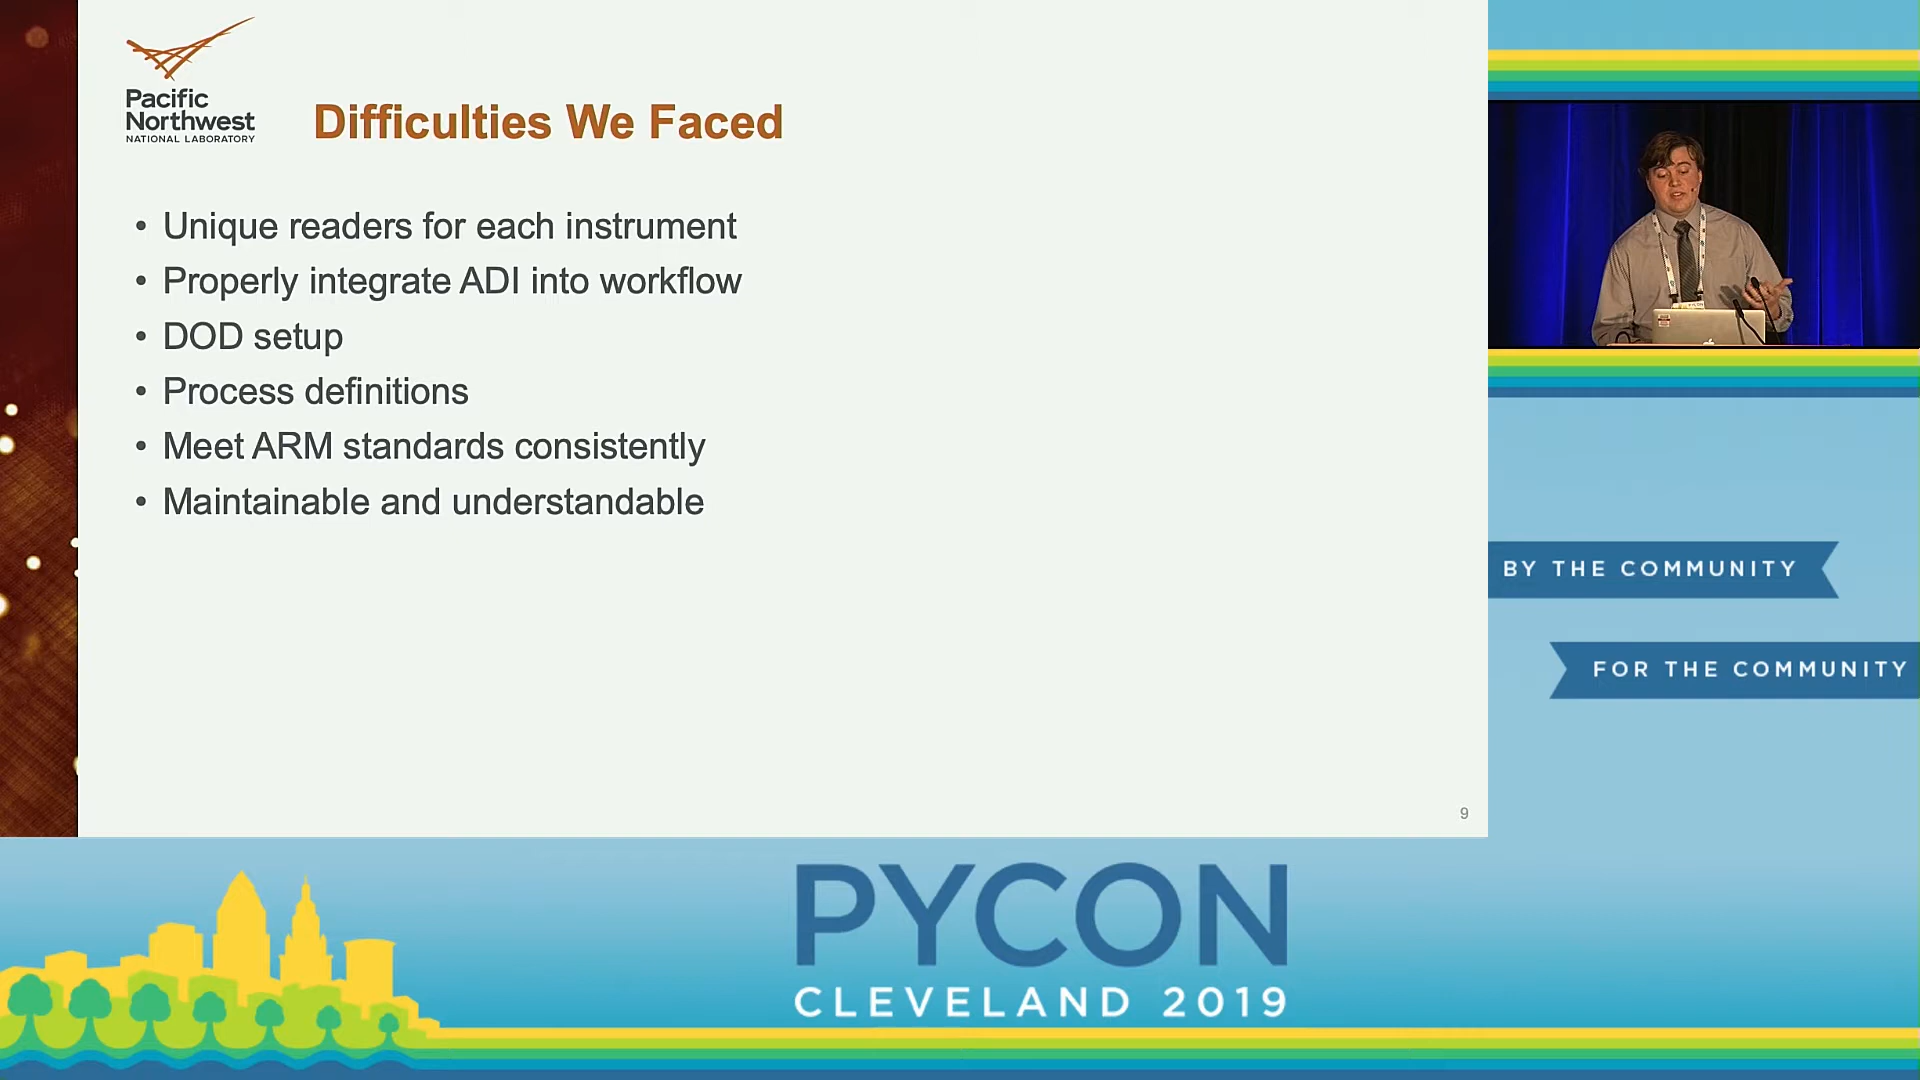 Pacific
Northwest
NATIONAL LABORATORY
Difficulties We Faced
• Unique readers for each instrument
• Properly integrate ADI into workflow
• DOD setup
• Process definitions
• Meet ARM standards consistently
• Maintainable and understandable
9
BY THE COMMUNITY
FOR THE COMMUNITY
PYCON
CLEVELAND 2019